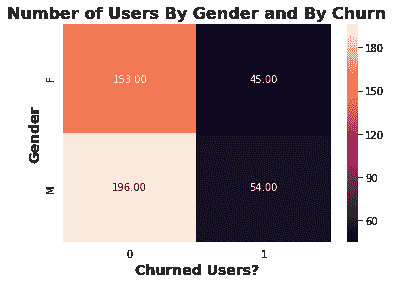 Number of Users By Gender and By Churn
F
153.00
45.00
M
196.00
54.00
Gender
0
1
Churned Users?
180
150
120
90
60